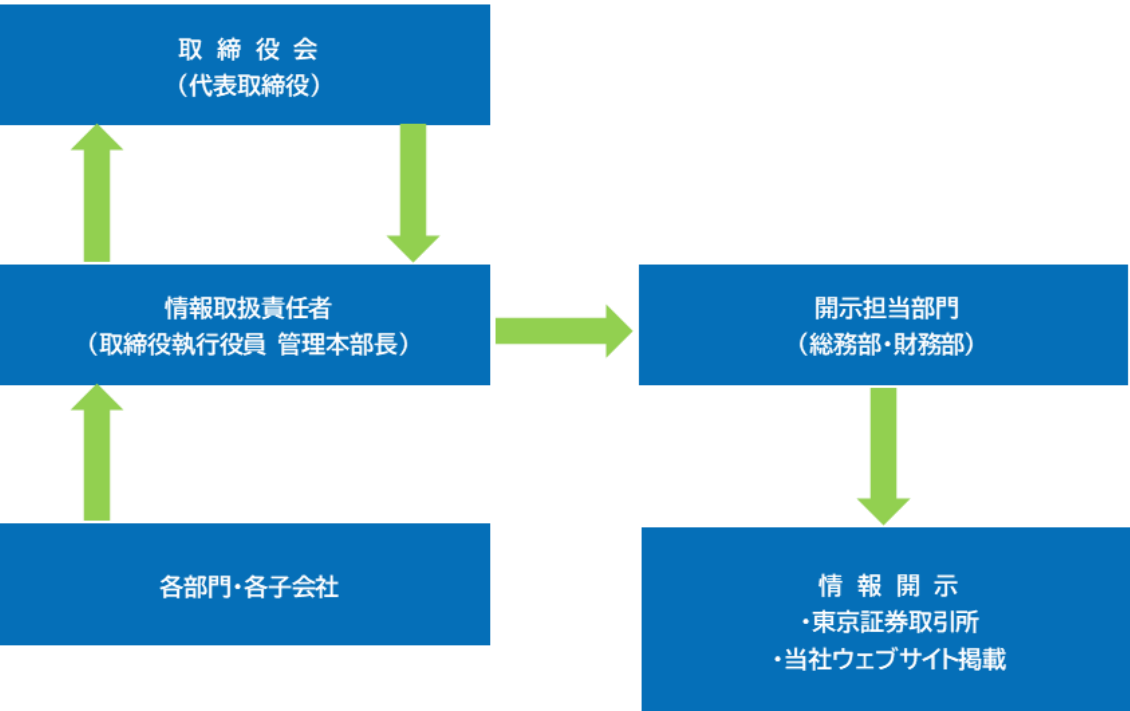 取 締 役 会
（代表取締役）
情報取扱責任者
（取締役執行役員 管理本部長）
開示担当部門
（総務部・財務部）
各部門・各子会社
情 報 開 示
・東京証券取引所
・当社ウェブサイト掲載